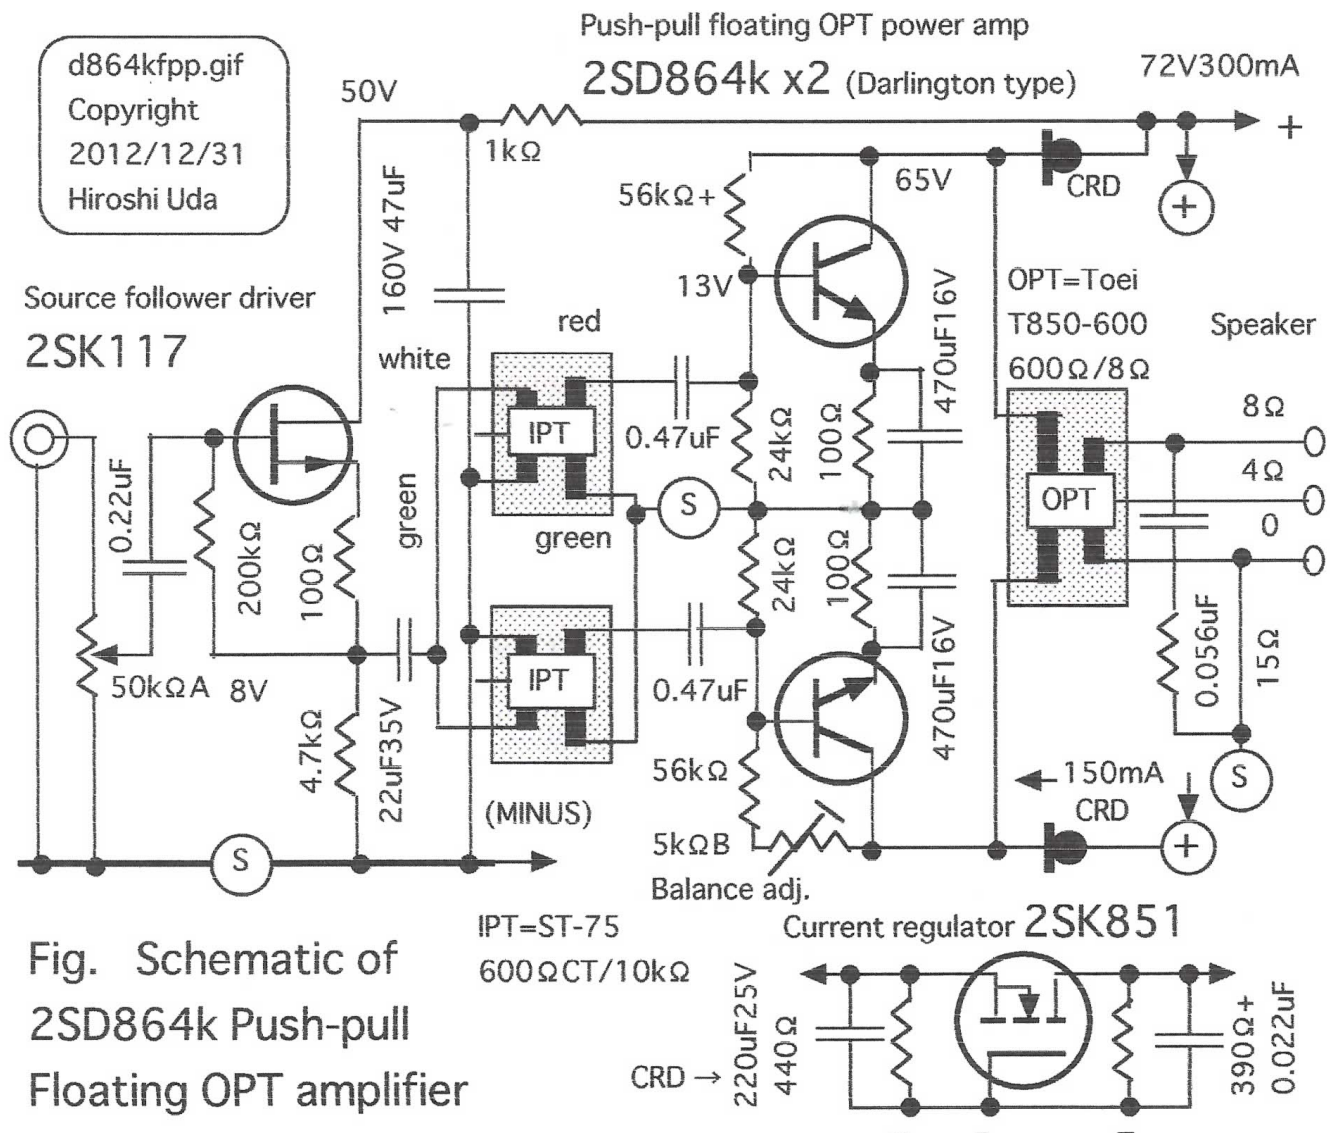 d864kfpp.gif
Copyright
2012/12/31
Hiroshi Uda
Push-pull floating OPT power amp
2SD864k x2 (Darlington type)
72V300mA
50V
+
1kΩ
65V
CRD
+
56kΩ+
160V 47uF
13V
Source follower driver
2SK117
red
white
470uF16V
OPT=Toei
T850-600
600Ω/8Ω
Speaker
8Ω
4Ω
0
IPT
0.47uF
24kΩ
100Ω
OPT
0.22uF
green
S
green
200kΩ
100Ω
24kΩ
100Ω
0.056uF
15Ω
50kΩA
8V
IPT
0.47uF
470uF16V
4.7kΩ
22uF35V
56kΩ
150mA
CRD
S
(MINUS)
5kΩB
+
S
Balance adj.
IPT=ST-75
600ΩCT/10kΩ
Current regulator 2SK851
Fig. Schematic of
2SD864k Push-pull
Floating OPT amplifier
CRD →
220uF25V
440Ω
390Ω+
0.022uF